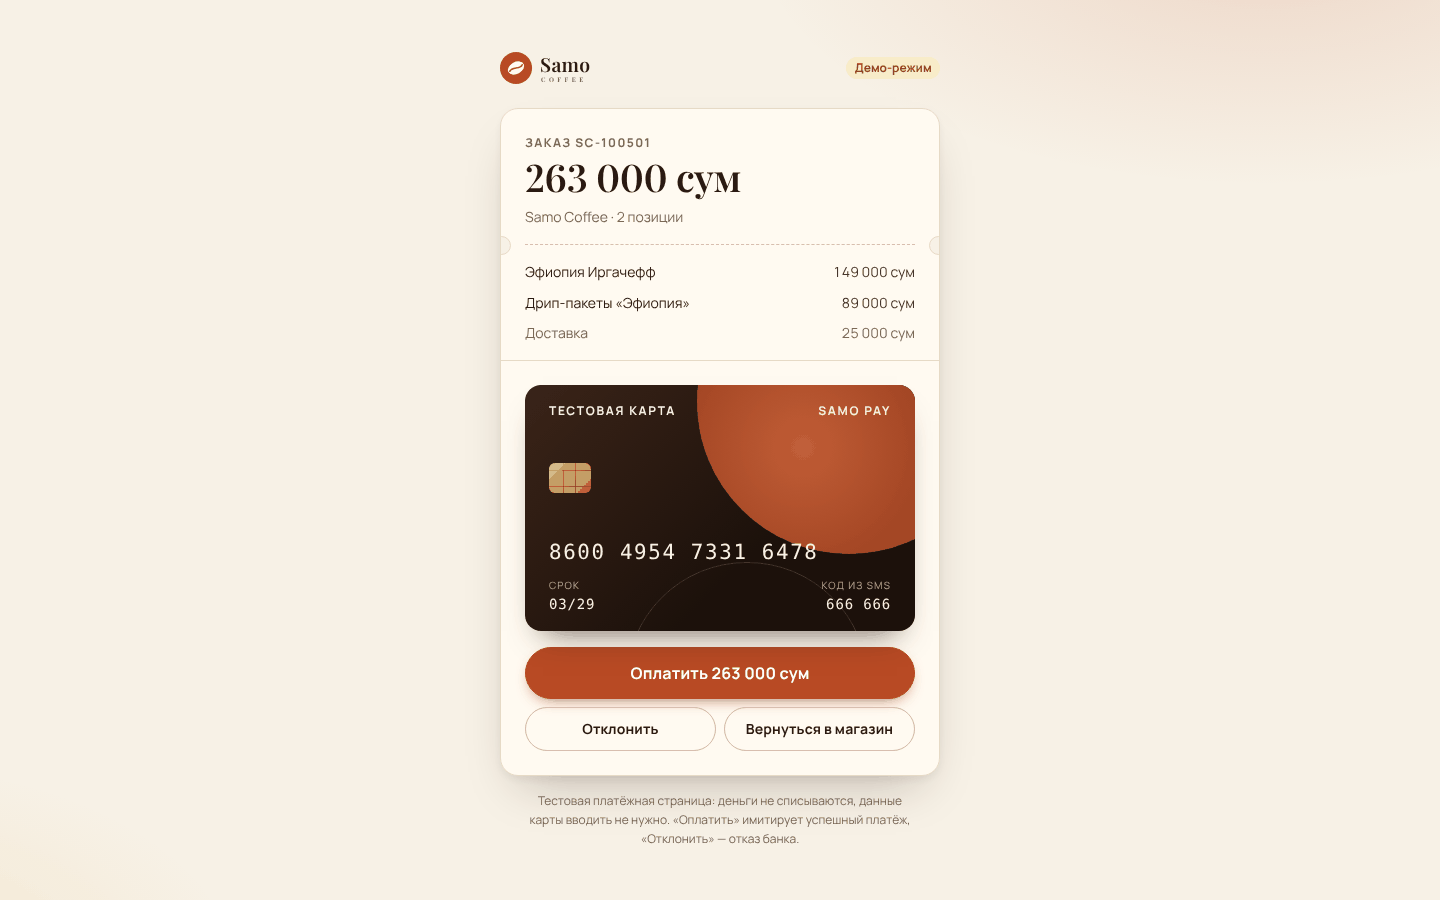 Samo
COFFEE
Демо-режим
ЗАКАЗ SC-100501
263 000 сум
Samo Coffee · 2 позиции
Эфиопия Иргачефф 149 000 сум
Дрип-пакеты «Эфиопия» 89 000 сум
Доставка 25 000 сум
ТЕСТОВАЯ КАРТА SAMO PAY
8600 4954 7331 6478
СРОК КОД ИЗ SMS
03/29 666 666
Оплатить 263 000 сум
Отклонить Вернуться в магазин
Тестовая платёжная страница: деньги не списываются, данные
карты вводить не нужно. «Оплатить» имитирует успешный платёж,
«Отклонить» — отказ банка.